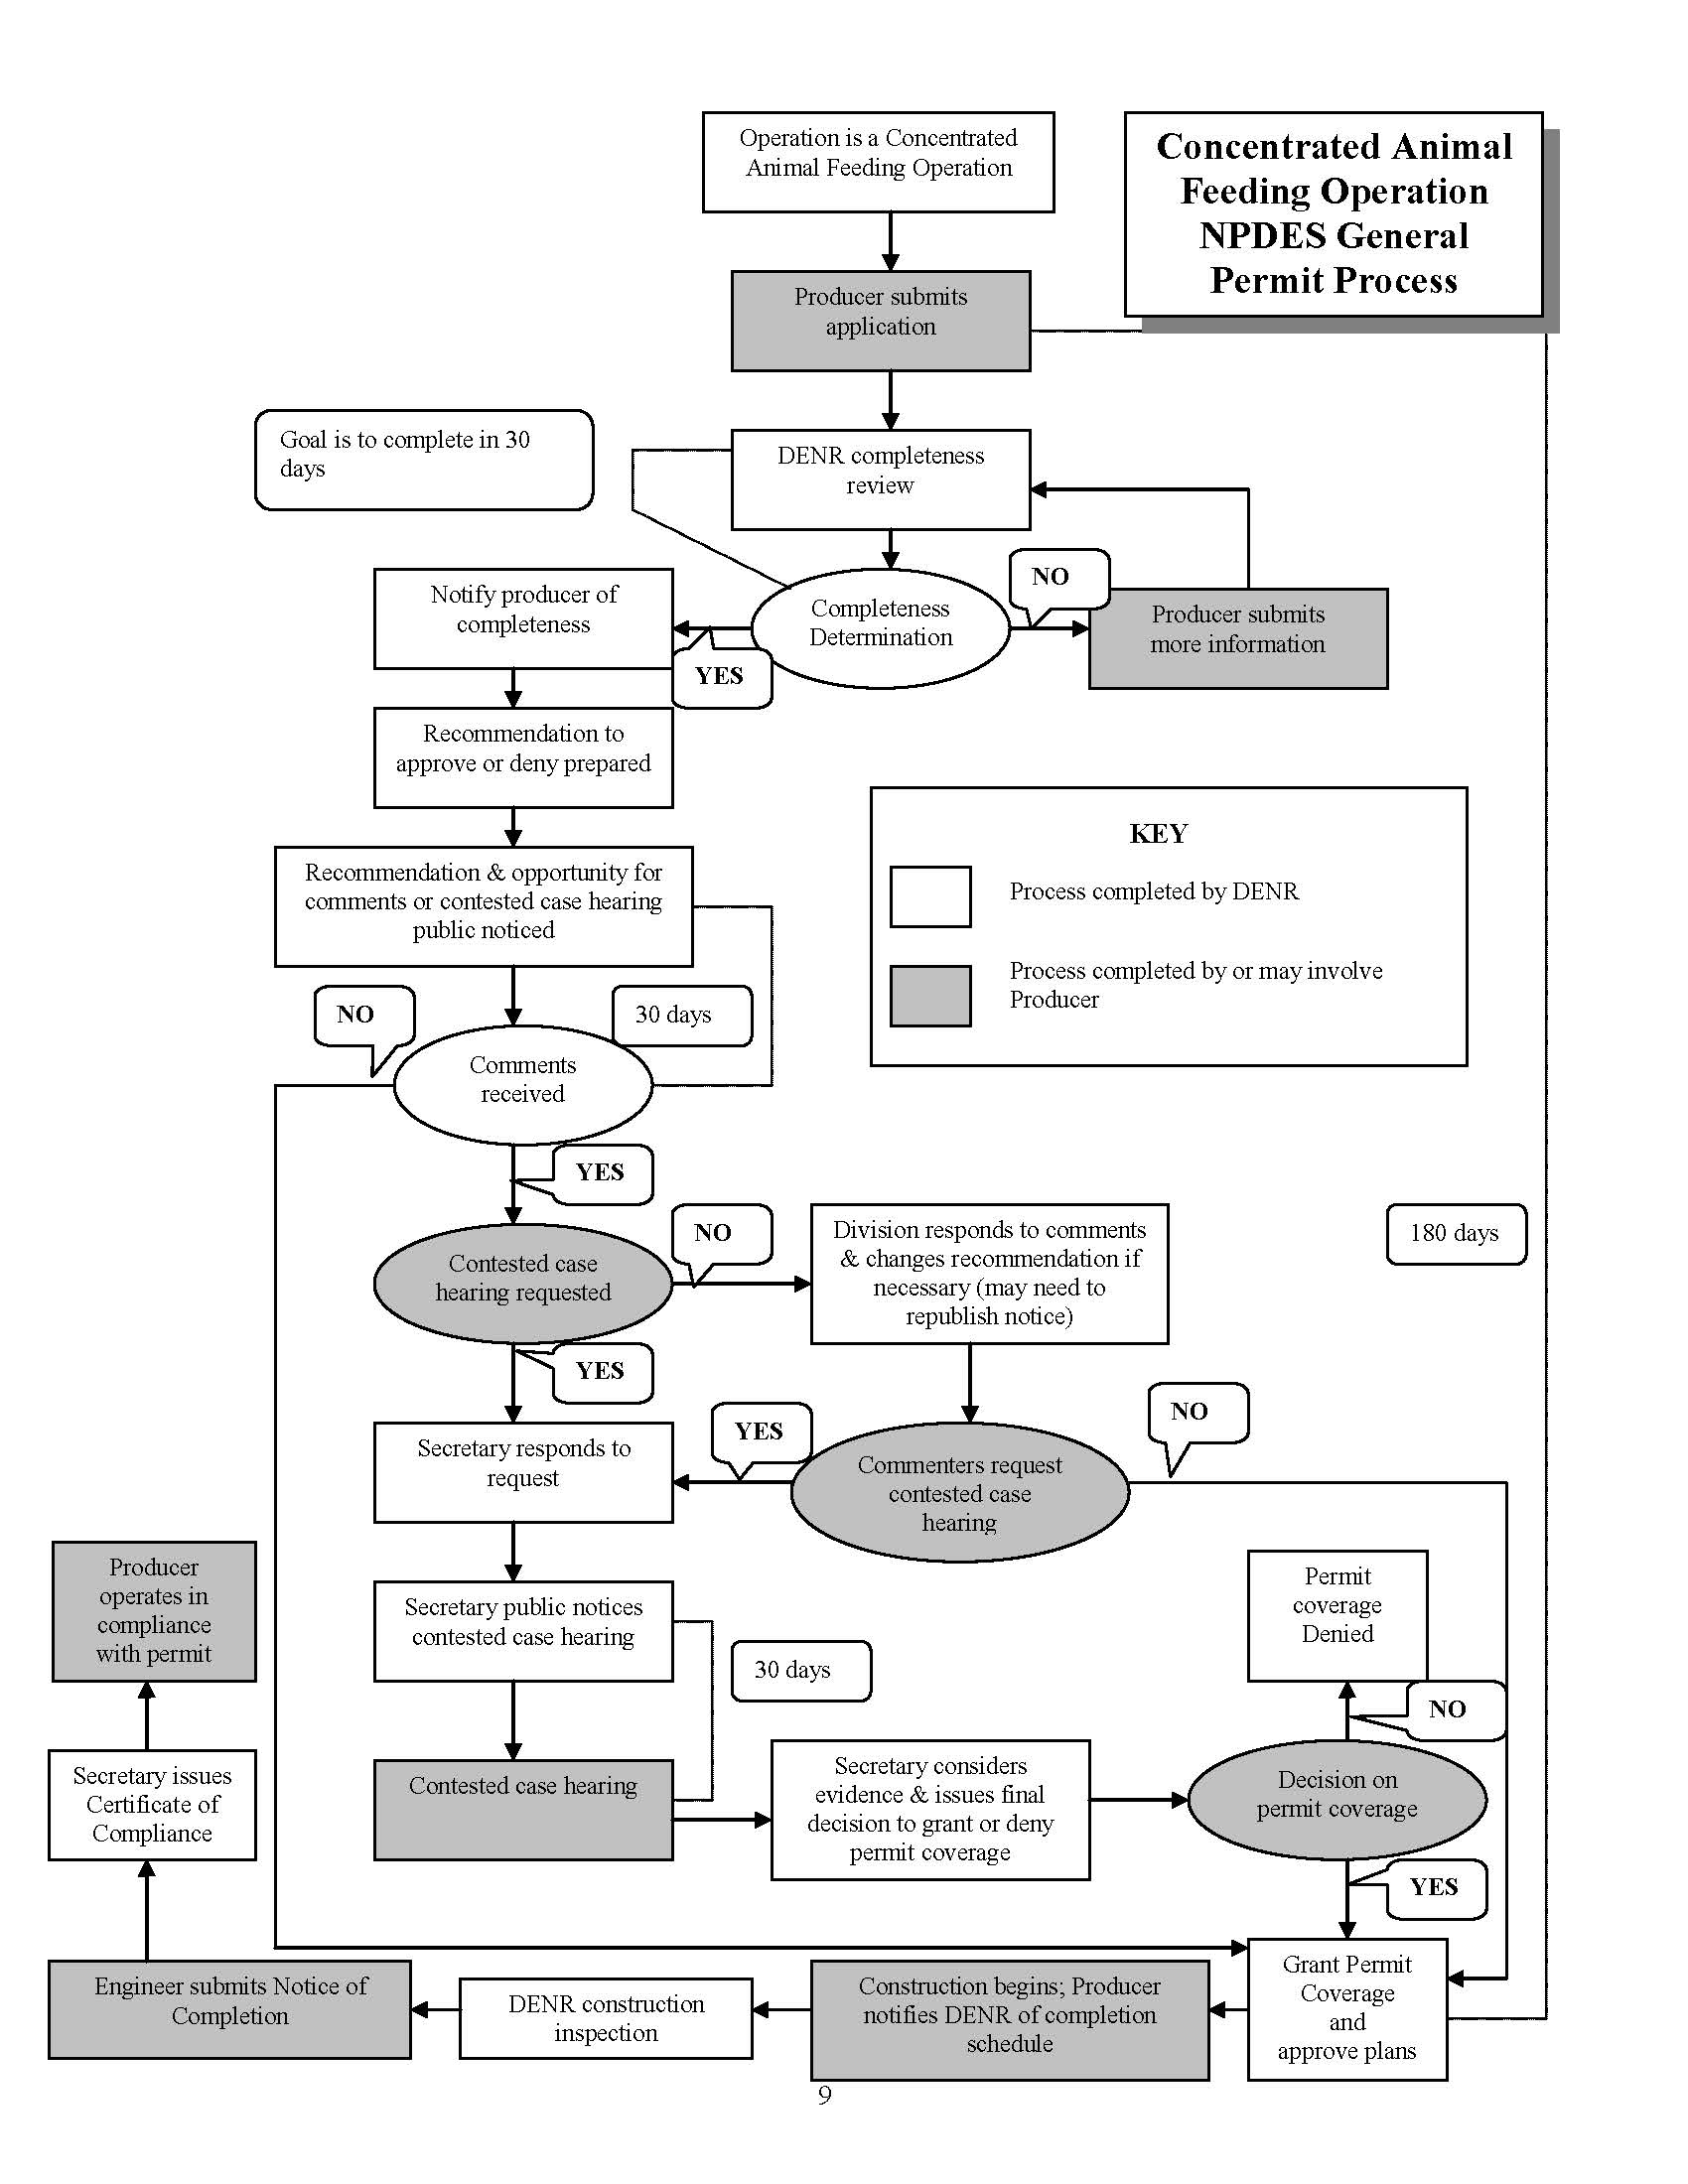 Operation is a Concentrated
Animal Feeding Operation
Concentrated Animal
Feeding Operation
NPDES General
Permit Process
Producer submits
application
Goal is to complete in 30
days
DENR completeness
review
NO
Notify producer of
completeness
Completeness
Determination
Producer submits
more information
YES
Recommendation to
approve or deny prepared
KEY
Process completed by DENR
Process completed by or may involve
Producer
Recommendation & opportunity for
comments or contested case hearing
public noticed
NO
30 days
Comments
received
YES
Contested case
hearing requested
NO
Division responds to comments
& changes recommendation if
necessary (may need to
republish notice)
180 days
YES
Secretary responds to
request
YES
Commenters request
contested case
hearing
NO
Producer
operates in
compliance
with permit
Secretary public notices
contested case hearing
30 days
Permit
coverage
Denied
NO
Secretary issues
Certificate of
Compliance
Contested case hearing
Secretary considers
evidence & issues final
decision to grant or deny
permit coverage
Decision on
permit coverage
YES
Engineer submits Notice of
Completion
DENR construction
inspection
Construction begins; Producer
notifies DENR of completion
schedule
Grant Permit
Coverage
and
approve plans
9